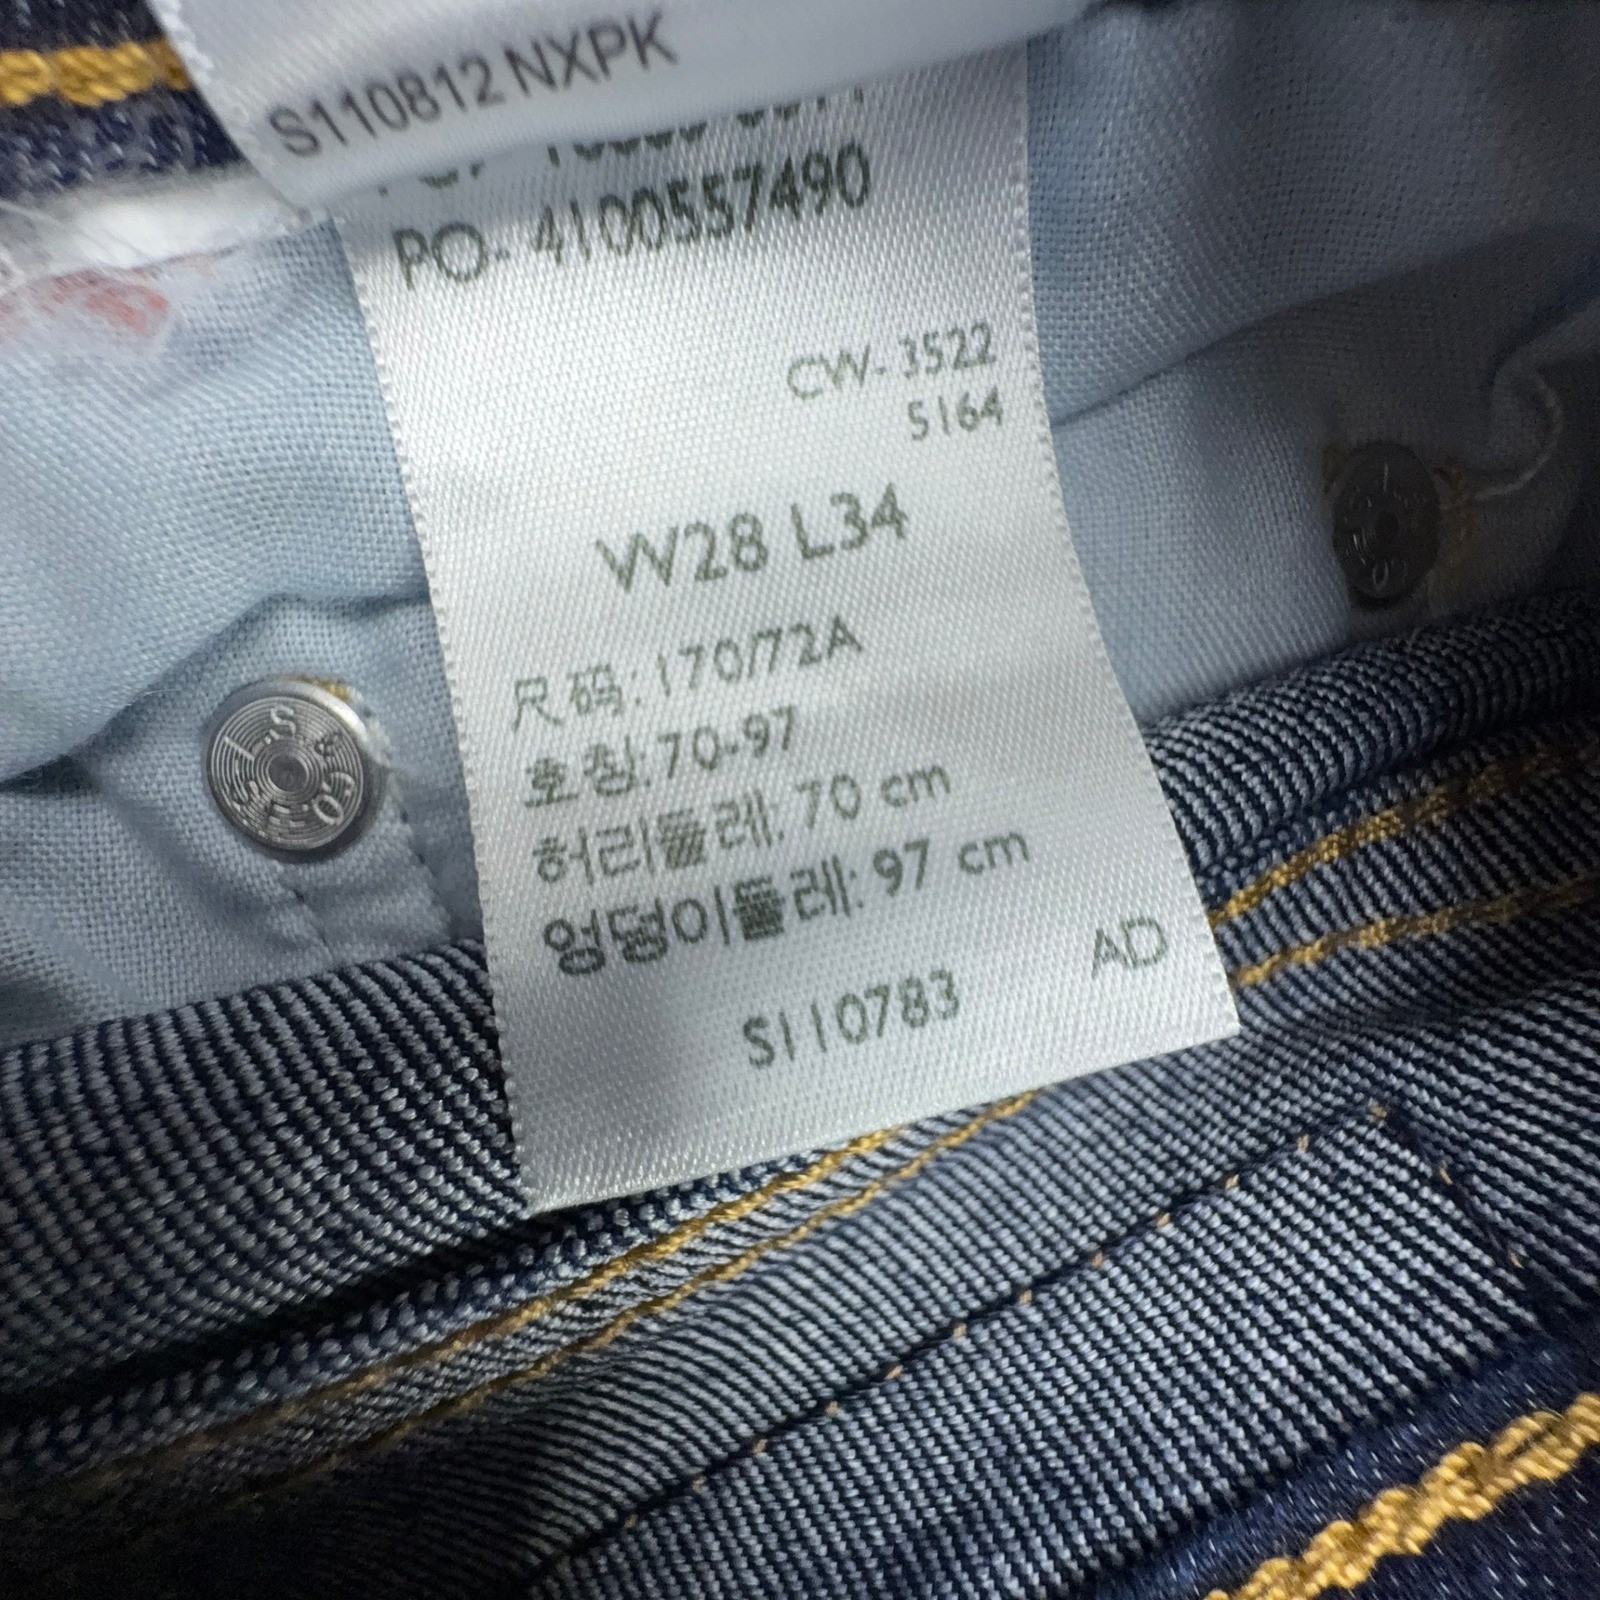 S110812 NXPK
PO- 4100557490
CW- 3522
5164
W28 L34
尺码: 170/72A
호칭: 70-97
허리둘레: 70 cm
엉덩이둘레: 97 cm
AD
S110783
L.S.&CO.